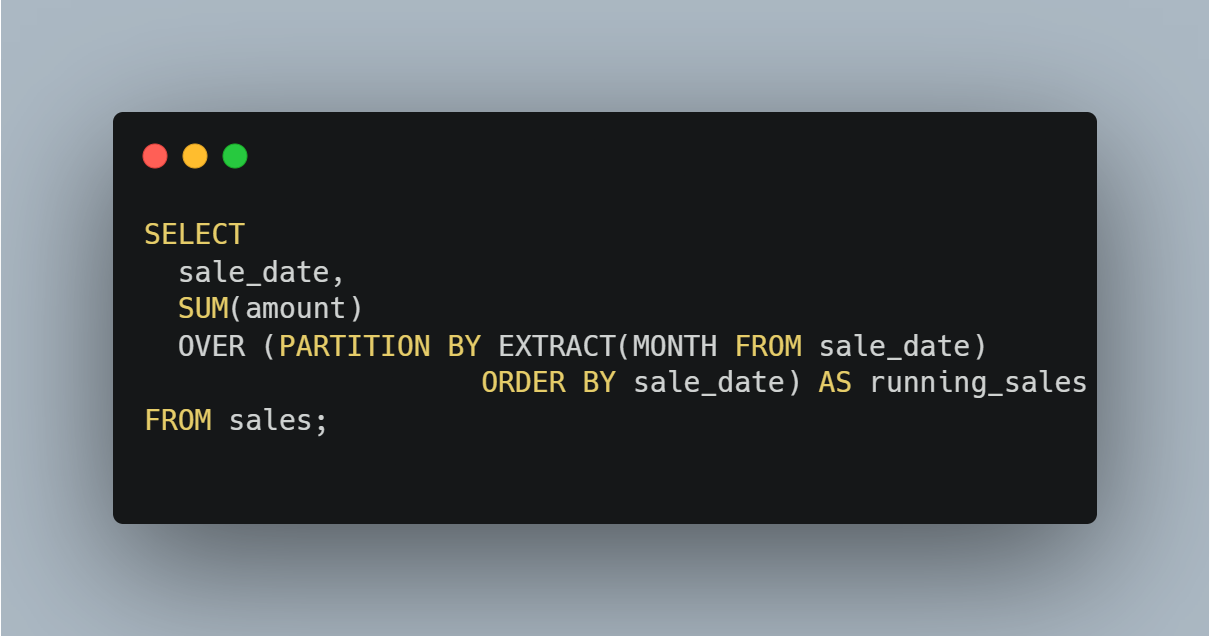 SELECT
  sale_date,
  SUM(amount)
  OVER (PARTITION BY EXTRACT(MONTH FROM sale_date)
                    ORDER BY sale_date) AS running_sales
FROM sales;